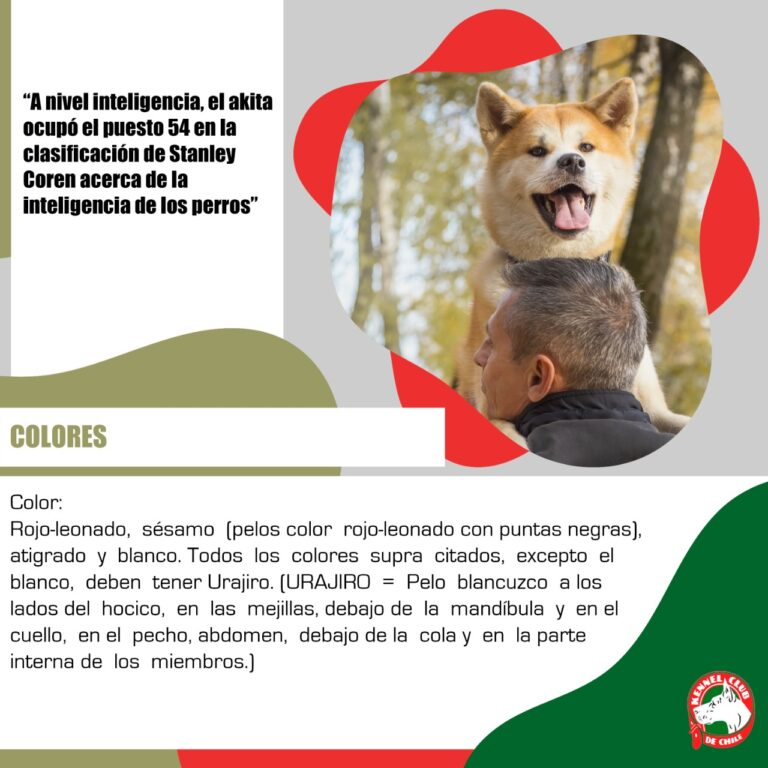 “A nivel inteligencia, el akita
ocupó el puesto 54 en la
clasificación de Stanley
Coren acerca de la
inteligencia de los perros”
COLORES
Color:
Rojo-leonado, sésamo (pelos color rojo-leonado con puntas negras),
atigrado y blanco. Todos los colores supra citados, excepto el
blanco, deben tener Urajiro. (URAJIRO = Pelo blancuzco a los
lados del hocico, en las mejillas, debajo de la mandíbula y en el
cuello, en el pecho, abdomen, debajo de la cola y en la parte
interna de los miembros.)
KENNEL CLUB
DE CHILE